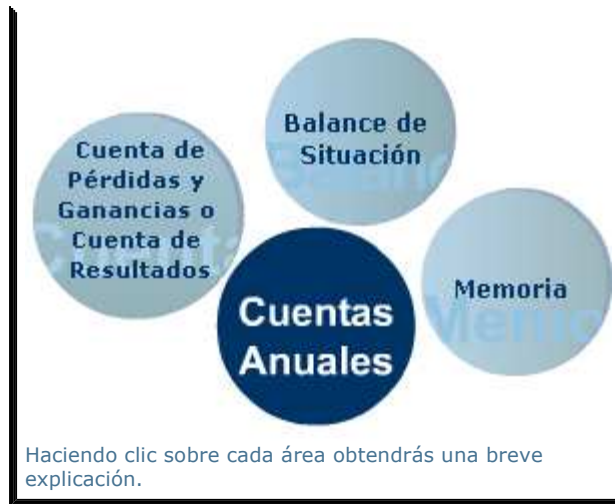 Balance de
Situación
Cuenta de
Pérdidas y
Ganancias o
Cuenta de
Resultados
Memoria
Cuentas
Anuales
Haciendo clic sobre cada área obtendrás una breve
explicación.